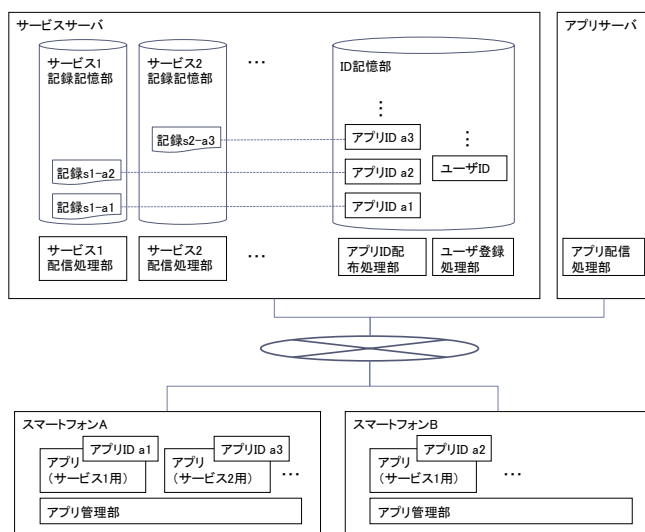 サービスサーバ
サービス1
記録記憶部
サービス2
記録記憶部
…
ID記憶部
…
記録s2-a3
アプリID a3
…
記録s1-a2
アプリID a2
ユーザID
記録s1-a1
アプリID a1
サービス1
配信処理部
サービス2
配信処理部
…
アプリID配
布処理部
ユーザ登録
処理部
アプリサーバ
アプリ配信
処理部
スマートフォンA
アプリID a1
アプリ
(サービス1用)
アプリID a3
アプリ
(サービス2用)
…
アプリ管理部
スマートフォンB
アプリID a2
アプリ
(サービス1用)
…
アプリ管理部